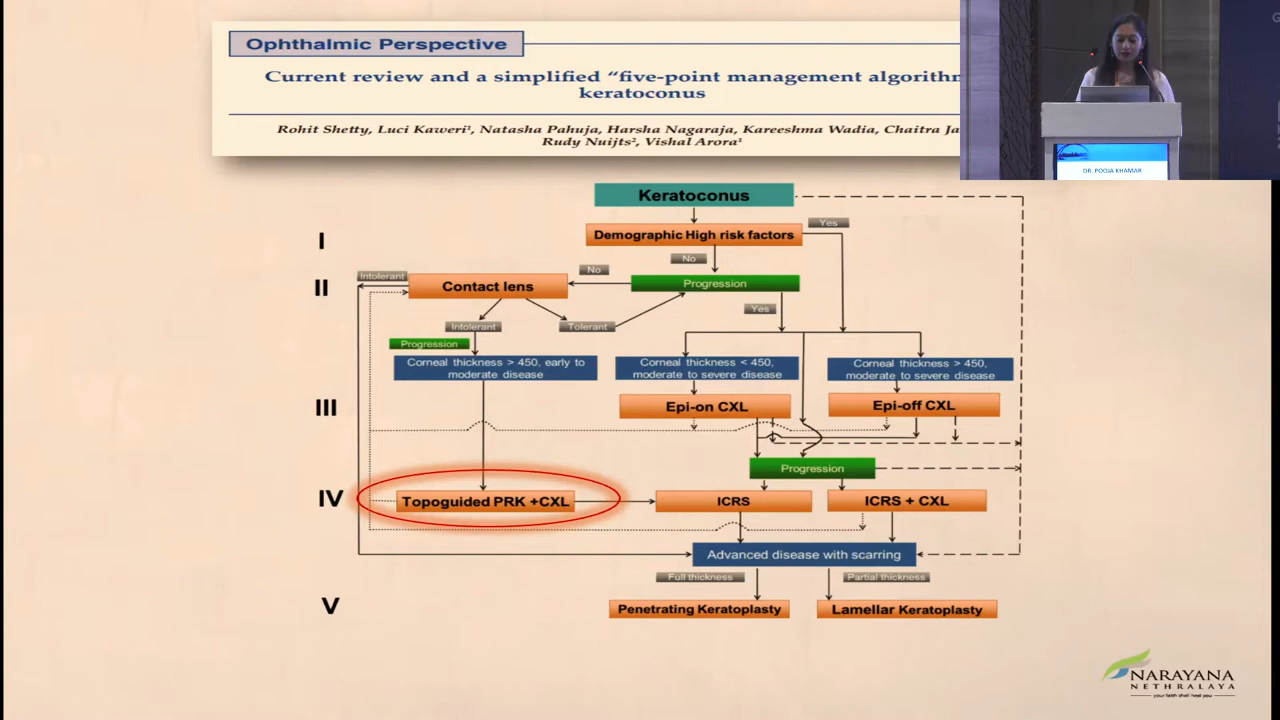 Ophthalmic Perspective
Current review and a simplified “five-point management algorithm
keratoconus
Rohit Shetty, Luci Kaweri¹, Natasha Pahuja, Harsha Nagaraja, Kareeshma Wadia, Chaitra
Rudy Nuijts², Vishal Arora¹
DR. POOJA KHAMAR
Keratoconus
Yes
I
Demographic High risk factors
No
No
Intolerant
II
Contact lens
Progression
Yes
Intolerant
Tolerant
Progression
Corneal thickness > 450, early to
moderate disease
Corneal thickness < 450,
moderate to severe disease
Corneal thickness > 450,
moderate to severe disease
III
Epi-on CXL
Epi-off CXL
Progression
IV
Topoguided PRK +CXL
ICRS
ICRS + CXL
Advanced disease with scarring
Full thickness
Partial thickness
V
Penetrating Keratoplasty
Lamellar Keratoplasty
NARAYANA
NETHRALAYA
your faith shall heal you